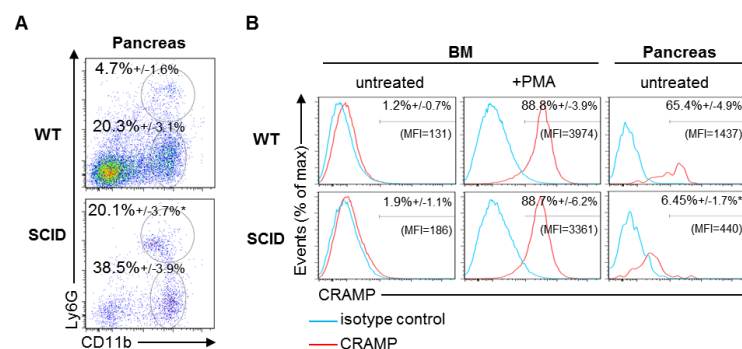 A
Pancreas
4.7%+/-1.6%
WT
20.3%+/-3.1%
20.1%+/-3.7%*
SCID
38.5%+/-3.9%
Ly6G
CD11b
B
BM
Pancreas
untreated
+PMA
untreated
WT
1.2%+/-0.7%
(MFI=131)
88.8%+/-3.9%
(MFI=3974)
65.4%+/-4.9%
(MFI=1437)
SCID
1.9%+/-1.1%
(MFI=186)
88.7%+/-6.2%
(MFI=3361)
6.45%+/-1.7%*
(MFI=440)
Events (% of max)
CRAMP
isotype control
CRAMP